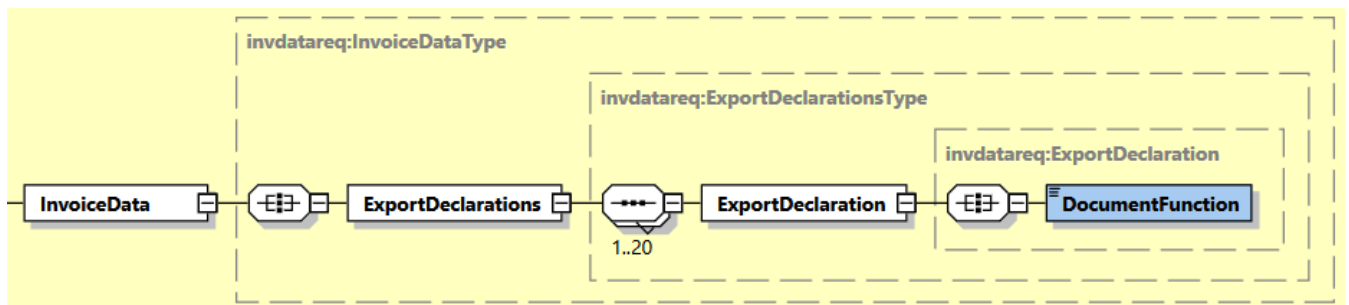 invdatareq:InvoiceDataType
invdatareq:ExportDeclarationsType
invdatareq:ExportDeclaration
InvoiceData
ExportDeclarations
ExportDeclaration
DocumentFunction
1..20